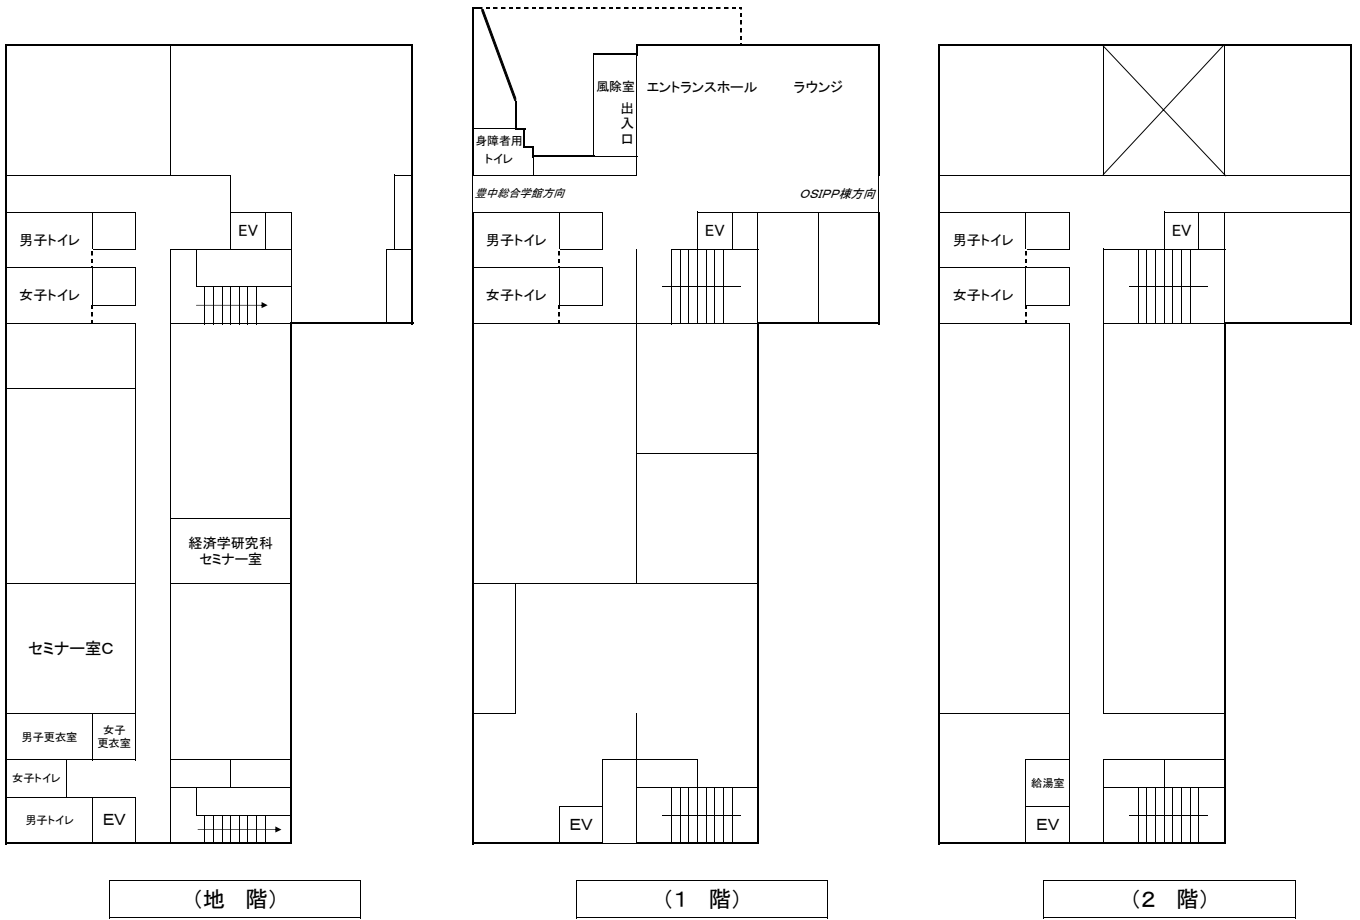 男子トイレ
EV
女子トイレ
経済学研究科
セミナー室
セミナー室C
男子更衣室
女子
更衣室
女子トイレ
男子トイレ
EV
(地　階)
風除室
出入口
エントランスホール
ラウンジ
身障者用
トイレ
豊中総合学館方向
OSIPP棟方向
男子トイレ
EV
女子トイレ
EV
(1　階)
男子トイレ
EV
女子トイレ
給湯室
EV
(2　階)